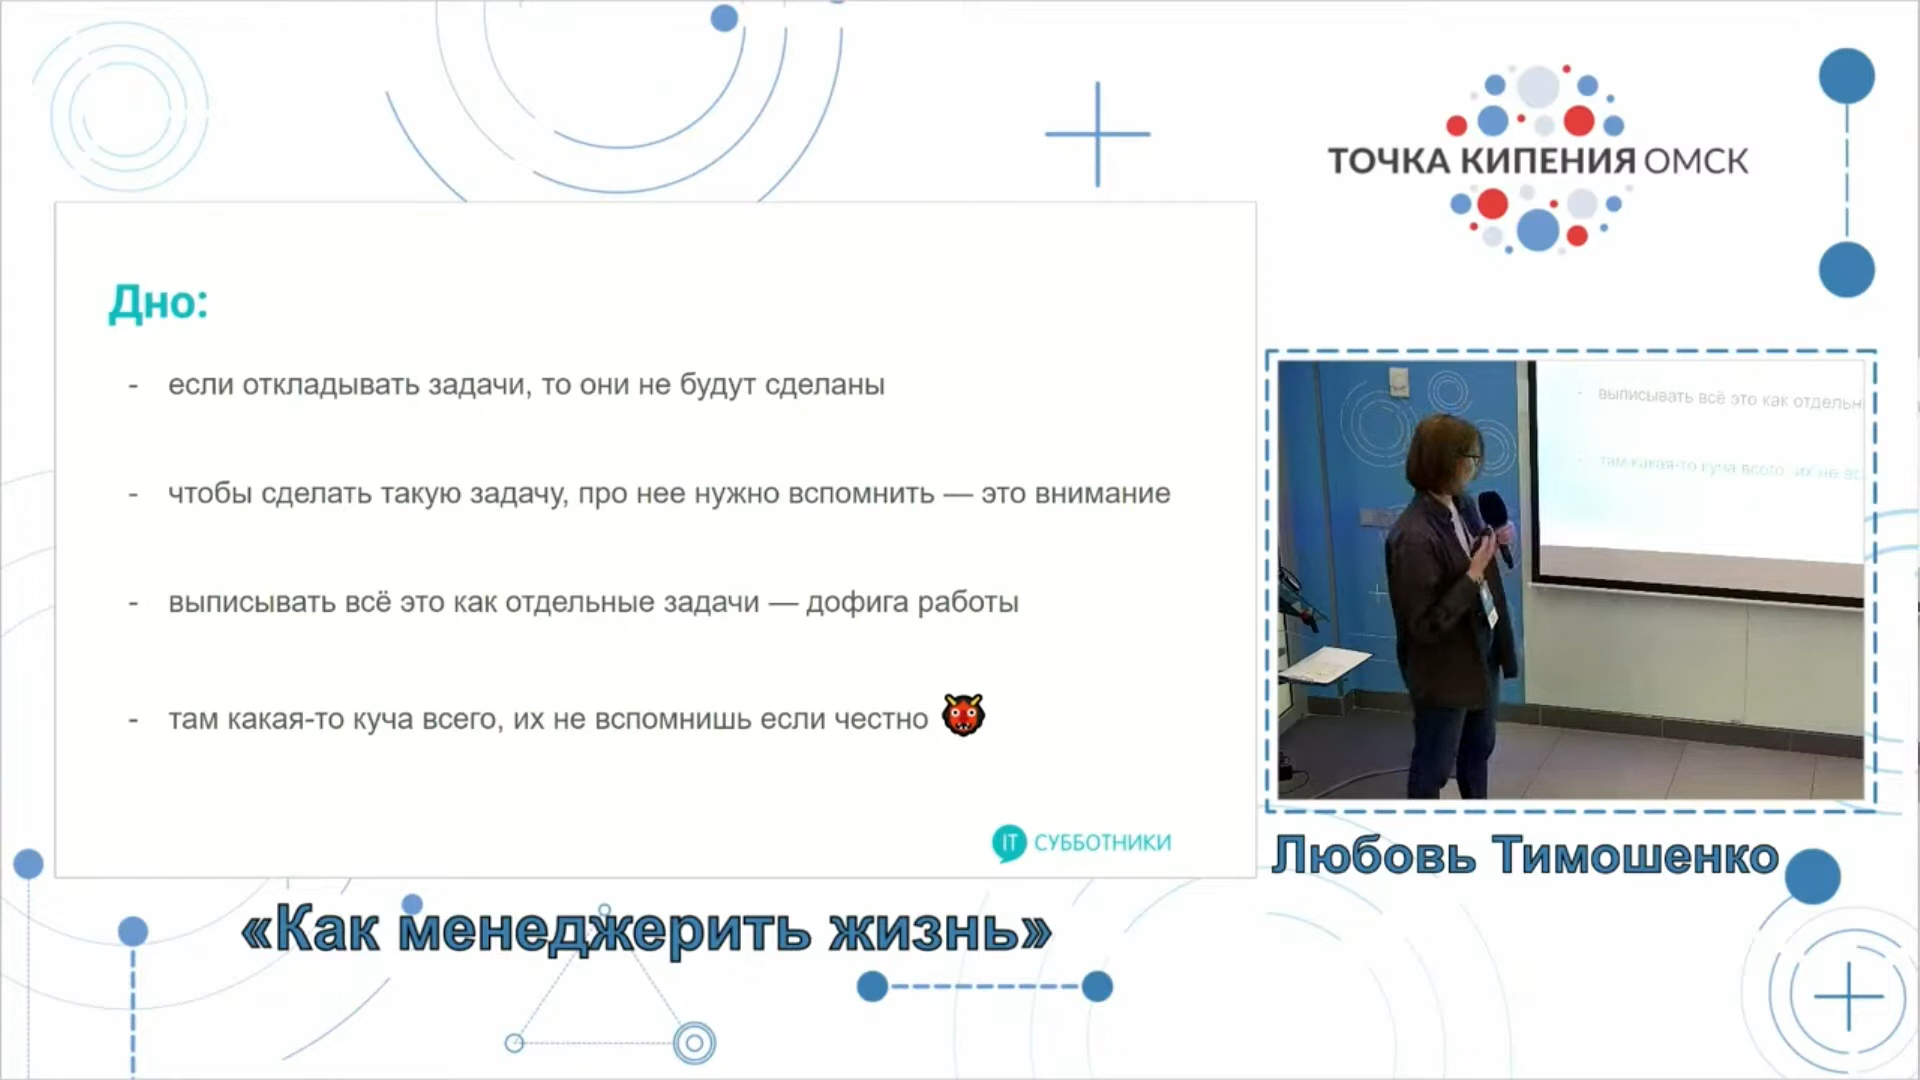 ТОЧКА КИПЕНИЯ ОМСК
Дно:
- если откладывать задачи, то они не будут сделаны
- чтобы сделать такую задачу, про нее нужно вспомнить — это внимание
- выписывать всё это как отдельные задачи — дофига работы
- там какая-то куча всего, их не вспомнишь если честно
IT СУББОТНИКИ
- выписывать всё это как отдельн
- там какая-то куча всего, их не вс
Любовь Тимошенко
«Как менеджерить жизнь»